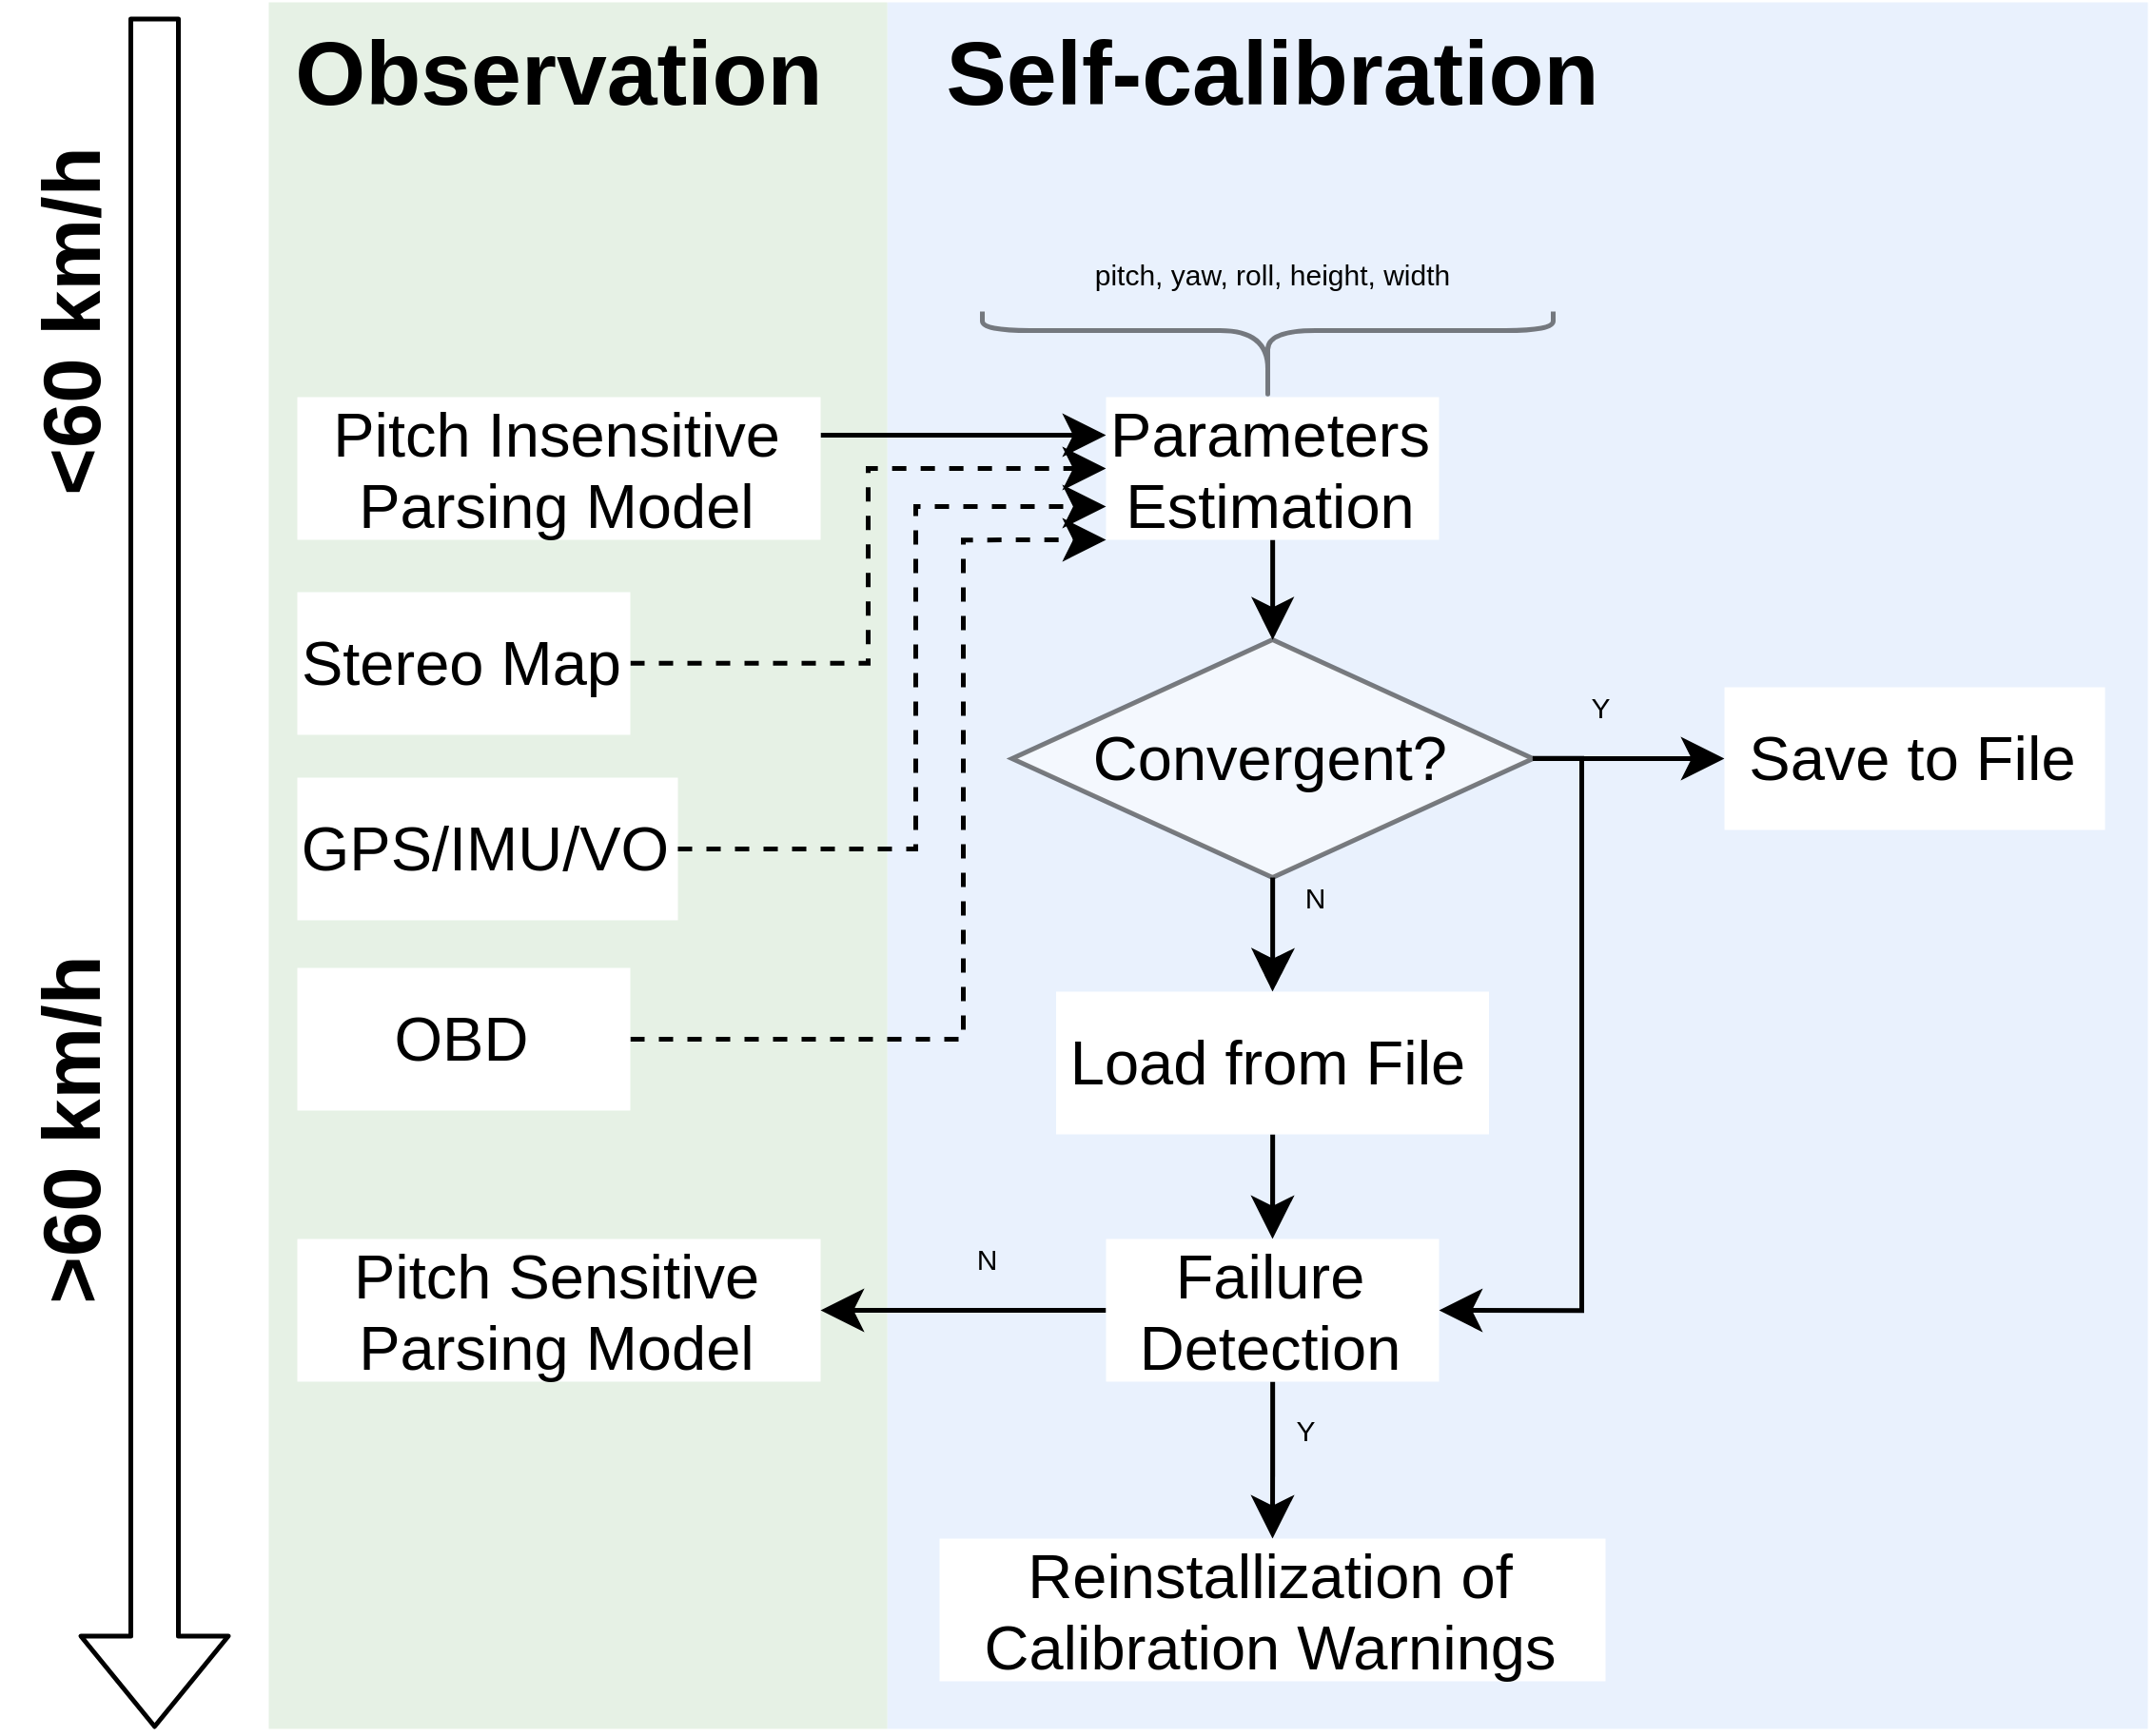 Observation
Self-calibration
<60 km/h
pitch, yaw, roll, height, width
Pitch Insensitive
Parsing Model
Parameters
Estimation
Stereo Map
Y
Convergent?
Save to File
GPS/IMU/VO
N
>60 km/h
OBD
Load from File
Pitch Sensitive
Parsing Model
N
Failure
Detection
Y
Reinstallization of
Calibration Warnings